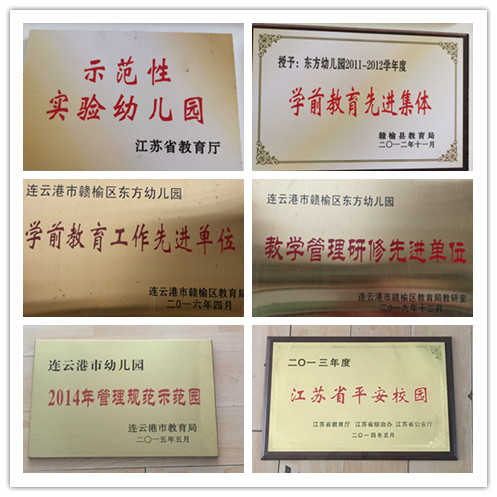 示范性
实验幼儿园
江苏省教育厅
授予：东方幼儿园2011-2012学年度
学前教育先进集体
赣榆县教育局
二〇一二年十一月
连云港市赣榆区东方幼儿园
学前教育工作先进单位
连云港市赣榆区教育局
二〇一六年四月
连云港市赣榆区东方幼儿园
教学管理研修先进单位
连云港市赣榆区教育局教研室
二〇一九年十二月
连云港市幼儿园
2014年管理规范示范园
连云港市教育局
二〇一五年五月
二〇一三年度
江苏省平安校园
江苏省教育厅 江苏省综治办 江苏省公安厅
二〇一四年五月